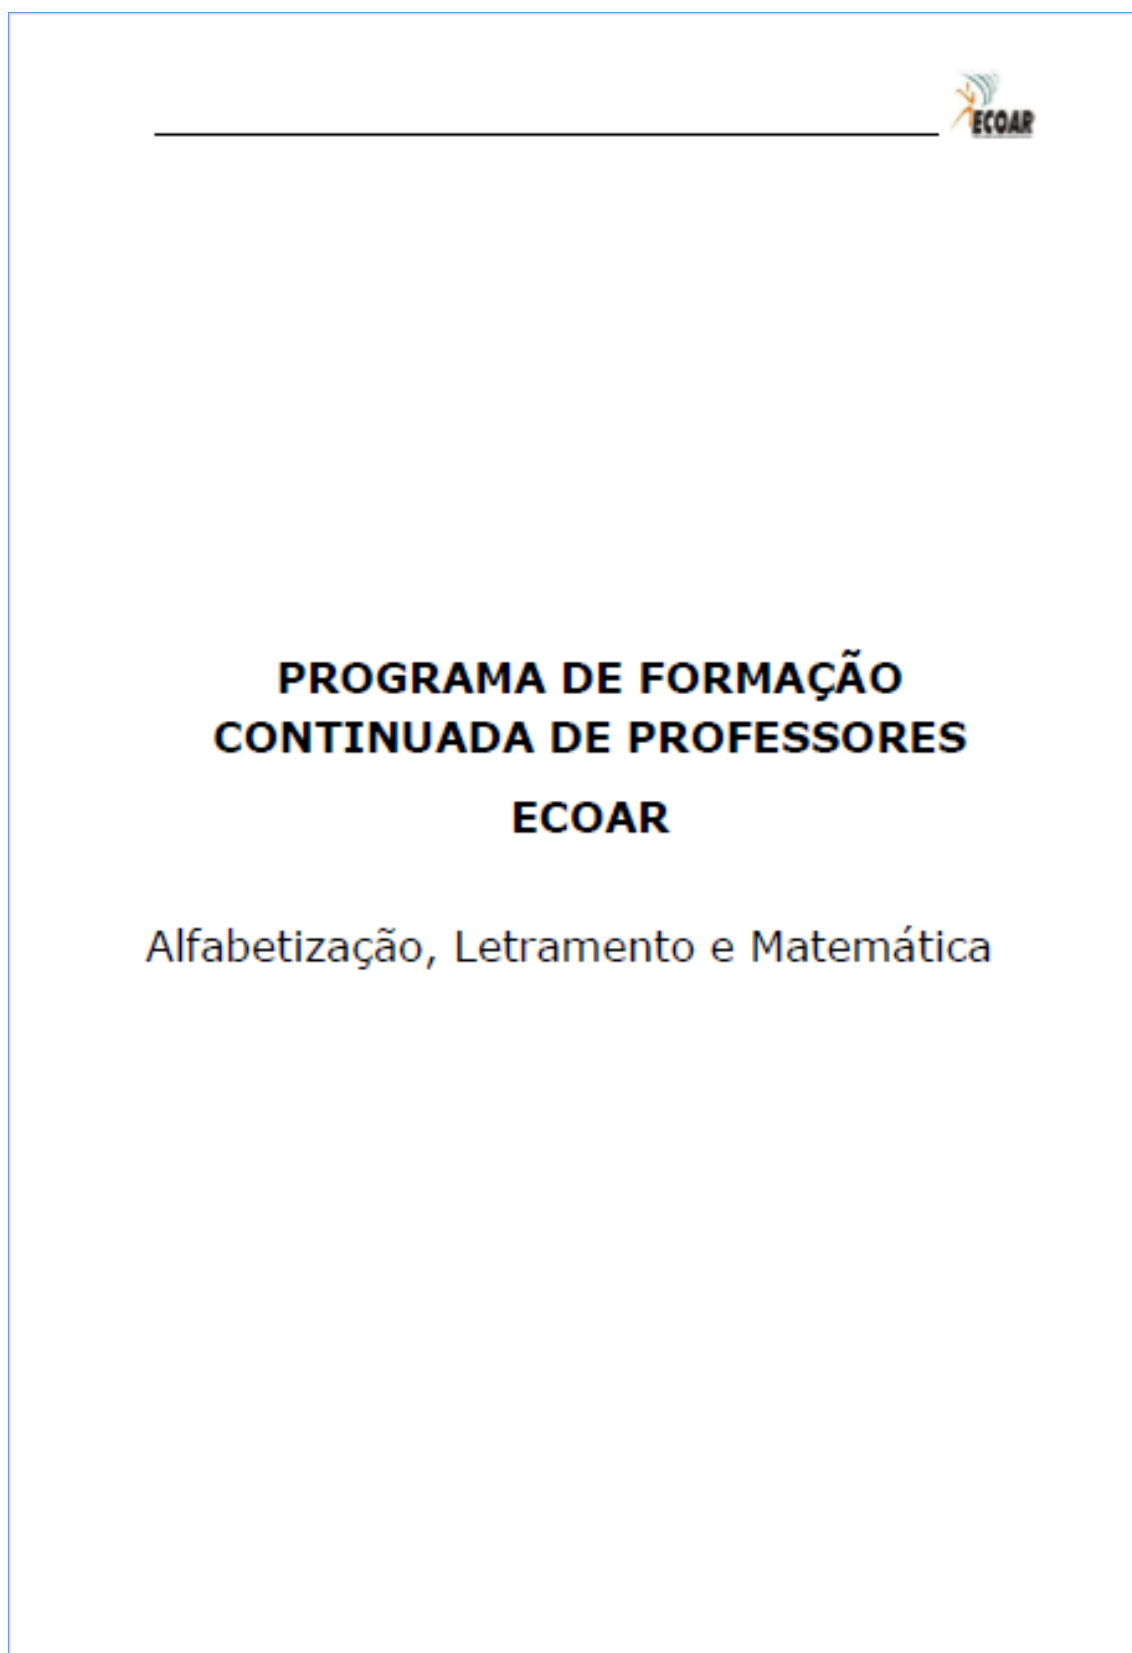 ECOAR
PROGRAMA DE FORMAÇÃO
CONTINUADA DE PROFESSORES
ECOAR
Alfabetização, Letramento e Matemática